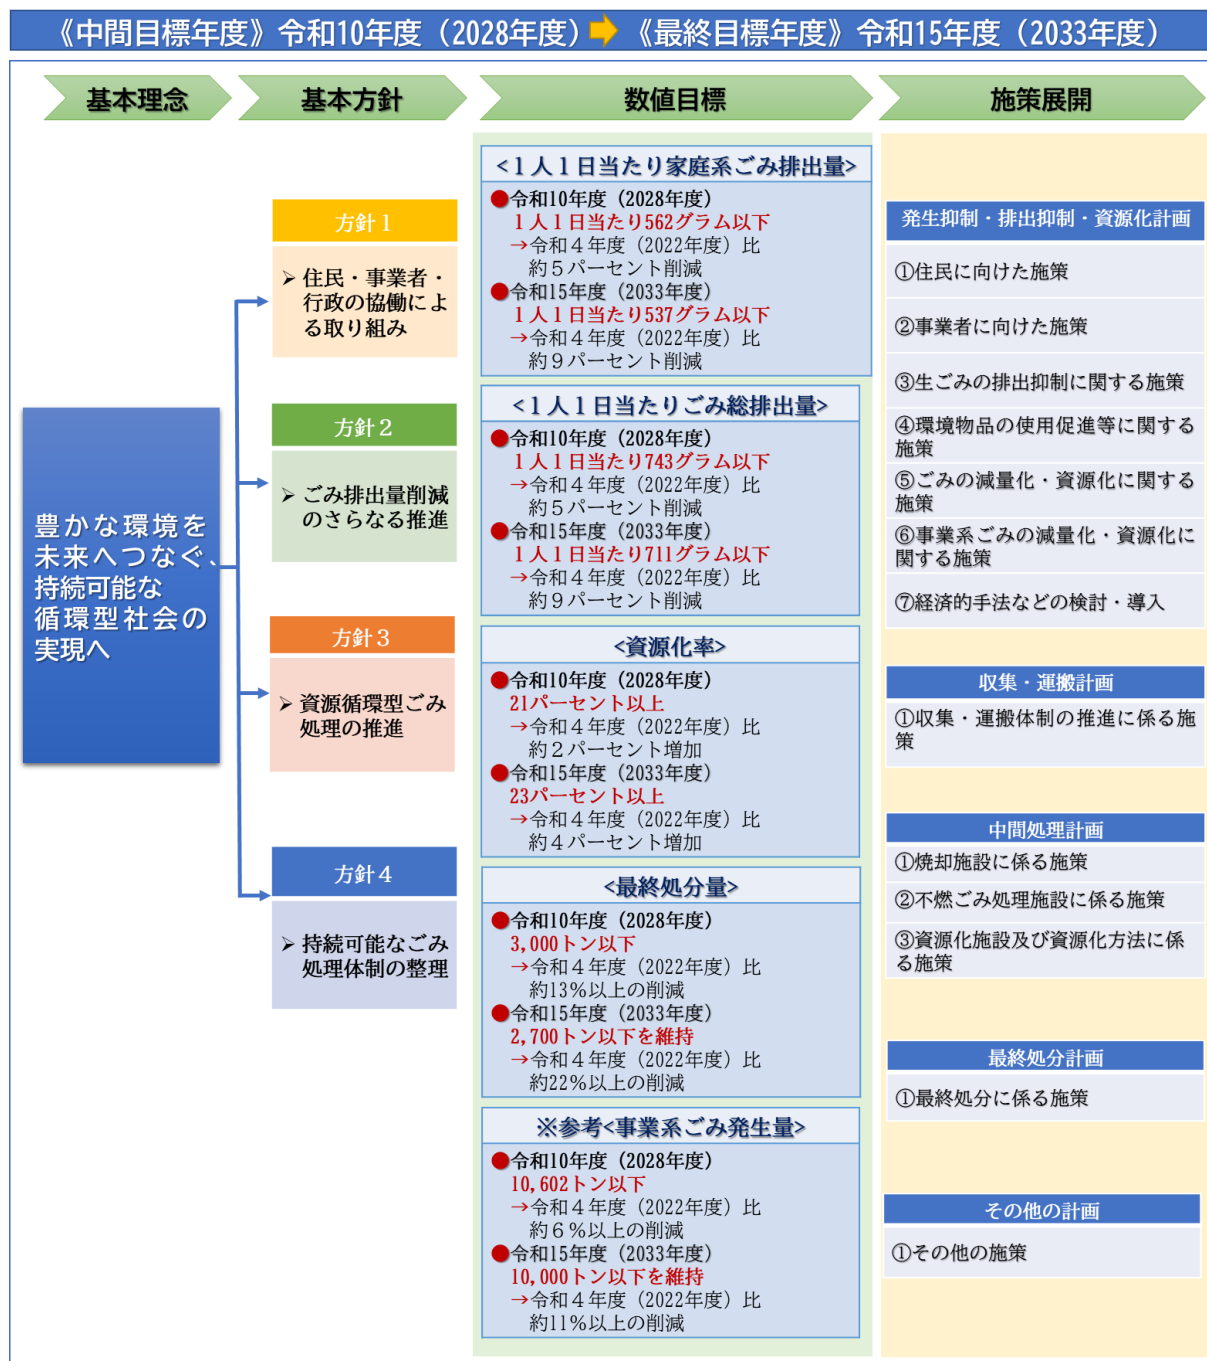 《中間目標年度》令和10年度（2028年度） 《最終目標年度》令和15年度（2033年度）
基本理念
基本方針
数値目標
施策展開
豊かな環境を
未来へつなぐ、
持続可能な
循環型社会の
実現へ
方針１
➢ 住民・事業者・
行政の協働によ
る取り組み
方針２
➢ ごみ排出量削減
のさらなる推進
方針３
➢ 資源循環型ごみ
処理の推進
方針４
➢ 持続可能なごみ
処理体制の整理
<１人１日当たり家庭系ごみ排出量>
●令和10年度（2028年度）
１人１日当たり562グラム以下
→令和４年度（2022年度）比
約５パーセント削減
●令和15年度（2033年度）
１人１日当たり537グラム以下
→令和４年度（2022年度）比
約９パーセント削減
<１人１日当たりごみ総排出量>
●令和10年度（2028年度）
１人１日当たり743グラム以下
→令和４年度（2022年度）比
約５パーセント削減
●令和15年度（2033年度）
１人１日当たり711グラム以下
→令和４年度（2022年度）比
約９パーセント削減
<資源化率>
●令和10年度（2028年度）
21パーセント以上
→令和４年度（2022年度）比
約２パーセント増加
●令和15年度（2033年度）
23パーセント以上
→令和４年度（2022年度）比
約４パーセント増加
<最終処分量>
●令和10年度（2028年度）
3,000トン以下
→令和４年度（2022年度）比
約13%以上の削減
●令和15年度（2033年度）
2,700トン以下を維持
→令和４年度（2022年度）比
約22%以上の削減
※参考<事業系ごみ発生量>
●令和10年度（2028年度）
10,602トン以下
→令和４年度（2022年度）比
約６%以上の削減
●令和15年度（2033年度）
10,000トン以下を維持
→令和４年度（2022年度）比
約11%以上の削減
発生抑制・排出抑制・資源化計画
①住民に向けた施策
②事業者に向けた施策
③生ごみの排出抑制に関する施策
④環境物品の使用促進等に関する
施策
⑤ごみの減量化・資源化に関する
施策
⑥事業系ごみの減量化・資源化に
関する施策
⑦経済的手法などの検討・導入
収集・運搬計画
①収集・運搬体制の推進に係る施
策
中間処理計画
①焼却施設に係る施策
②不燃ごみ処理施設に係る施策
③資源化施設及び資源化方法に係
る施策
最終処分計画
①最終処分に係る施策
その他の計画
①その他の施策